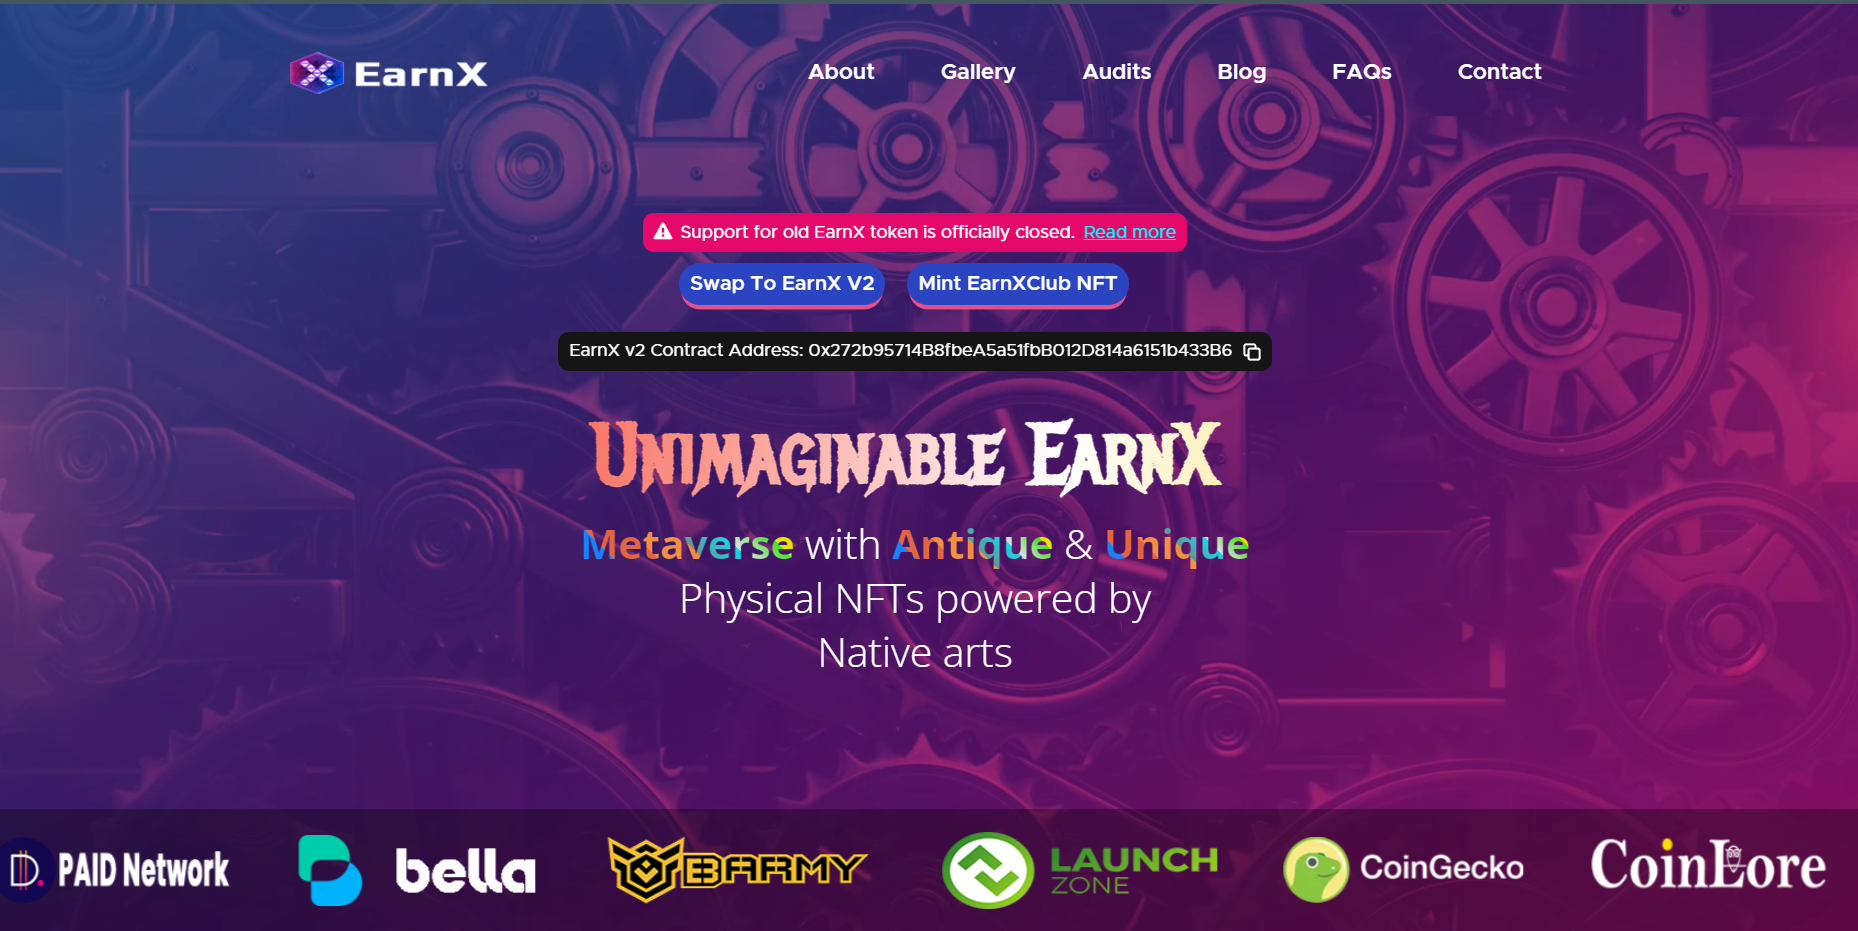 EarnX
About Gallery Audits Blog FAQs Contact
Support for old EarnX token is officially closed. Read more
Swap To EarnX V2 Mint EarnXClub NFT
EarnX v2 Contract Address: 0x272b95714B8fbeA5a51fbB012D814a6151b433B6
Unimaginable EarnX
Metaverse with Antique & Unique
Physical NFTs powered by
Native arts
PAID Network bella BARMY LAUNCH ZONE CoinGecko CoinLore